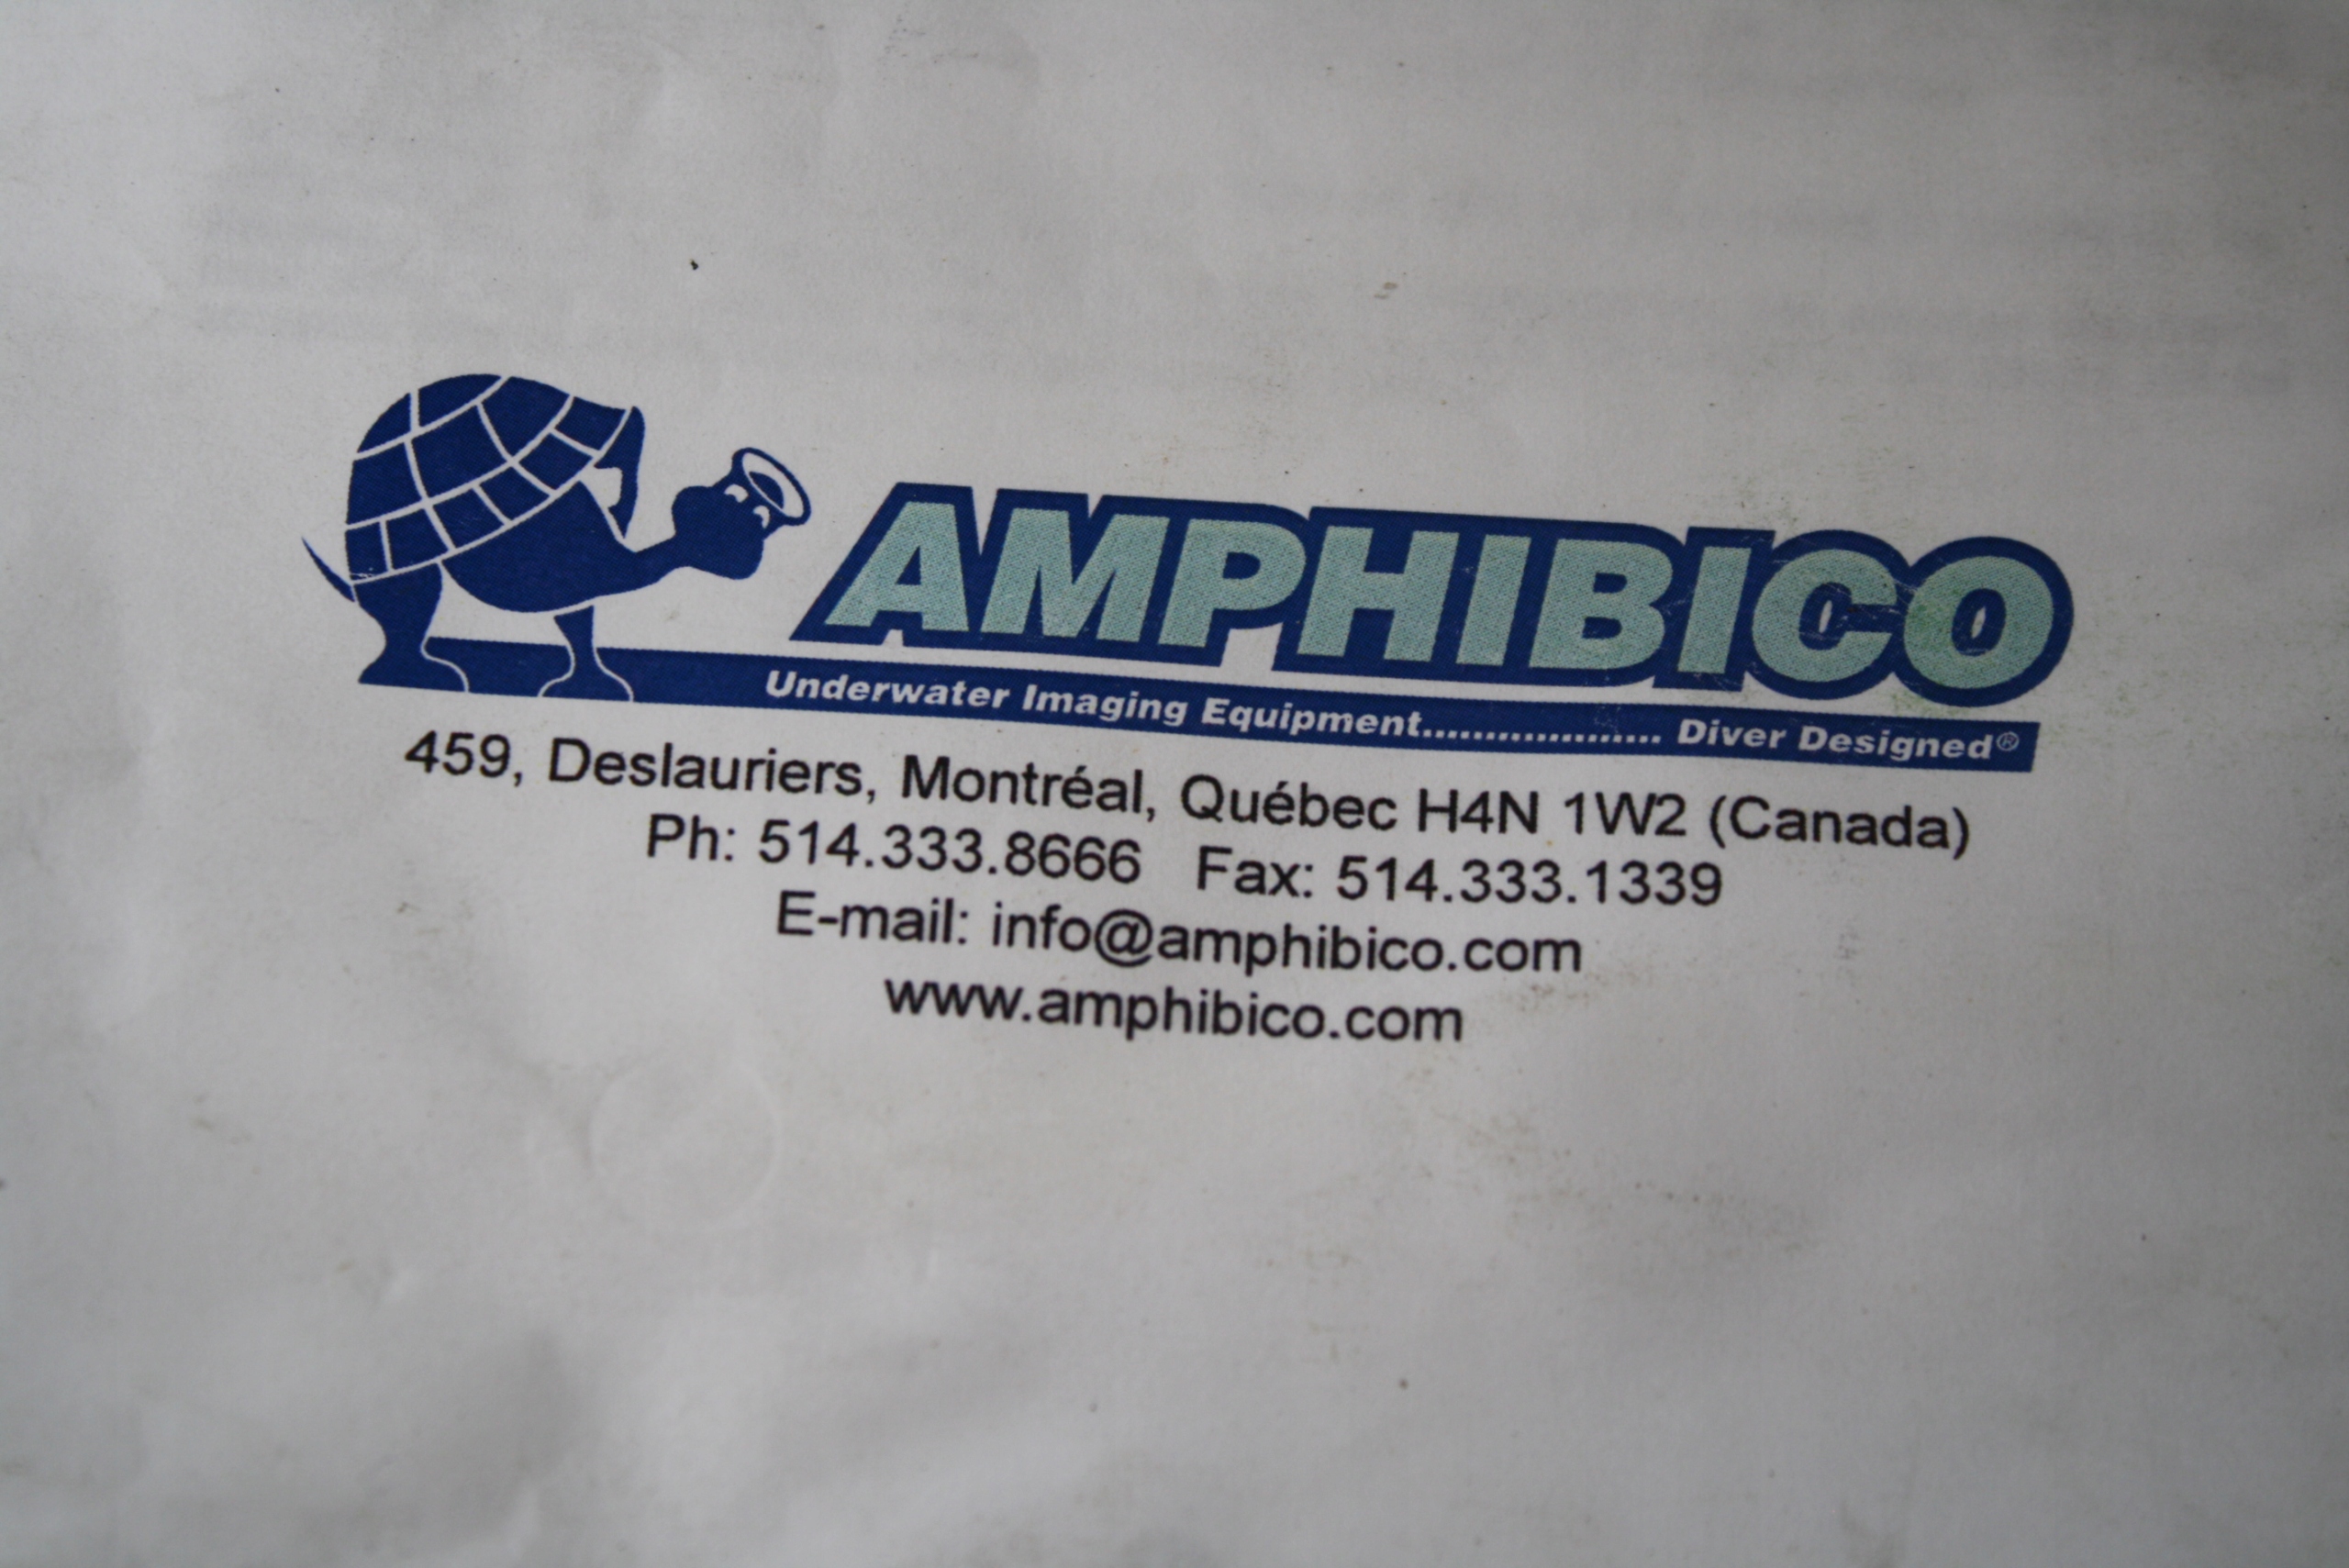 AMPHIBICO
Underwater Imaging Equipment................... Diver Designed®
459, Deslauriers, Montréal, Québec H4N 1W2 (Canada)
Ph: 514.333.8666 Fax: 514.333.1339
E-mail: info@amphibico.com
www.amphibico.com